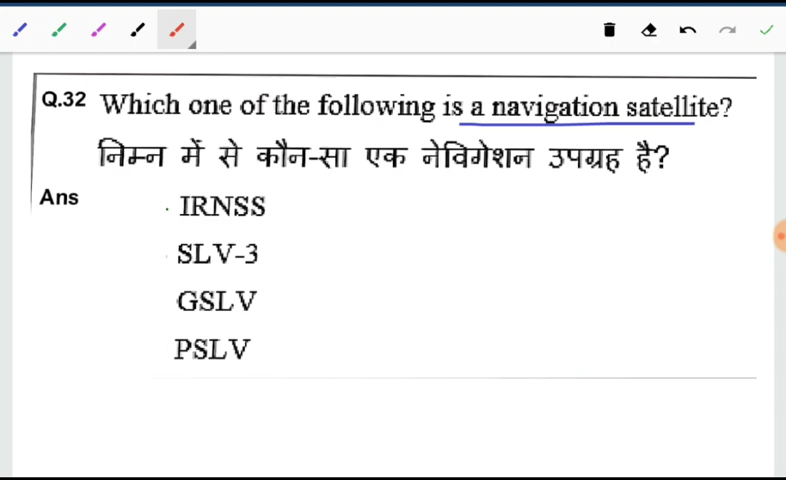 Q.32 Which one of the following is a navigation satellite?
निम्न में से कौन-सा एक नेविगेशन उपग्रह है?
Ans
IRNSS
SLV-3
GSLV
PSLV